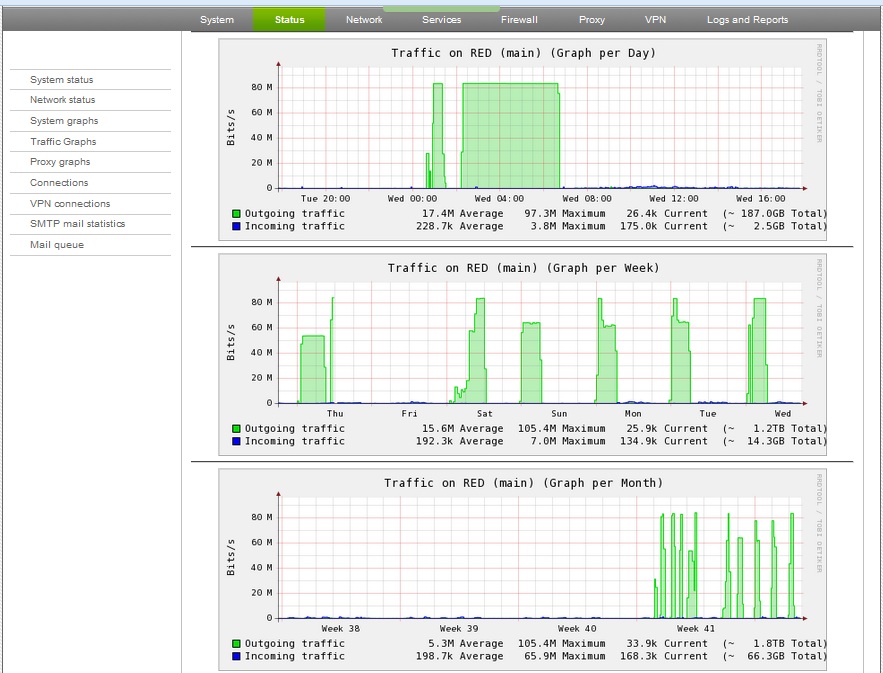 System Status Network Services Firewall Proxy VPN Logs and Reports
System status
Network status
System graphs
Traffic Graphs
Proxy graphs
Connections
VPN connections
SMTP mail statistics
Mail queue
Traffic on RED (main) (Graph per Day)
RRDTOOL / TOBI OETIKER
Bits/s
80 M
60 M
40 M
20 M
0
Tue 20:00 Wed 00:00 Wed 04:00 Wed 08:00 Wed 12:00 Wed 16:00
Outgoing traffic 17.4M Average 97.3M Maximum 26.4k Current (~ 187.0GB Total)
Incoming traffic 228.7k Average 3.8M Maximum 175.0k Current (~ 2.5GB Total)
Traffic on RED (main) (Graph per Week)
RRDTOOL / TOBI OETIKER
Bits/s
80 M
60 M
40 M
20 M
0
Thu Fri Sat Sun Mon Tue Wed
Outgoing traffic 15.6M Average 105.4M Maximum 25.9k Current (~ 1.2TB Total)
Incoming traffic 192.3k Average 7.0M Maximum 134.9k Current (~ 14.3GB Total)
Traffic on RED (main) (Graph per Month)
RRDTOOL / TOBI OETIKER
Bits/s
80 M
60 M
40 M
20 M
0
Week 38 Week 39 Week 40 Week 41
Outgoing traffic 5.3M Average 105.4M Maximum 33.9k Current (~ 1.8TB Total)
Incoming traffic 198.7k Average 65.9M Maximum 168.3k Current (~ 66.3GB Total)